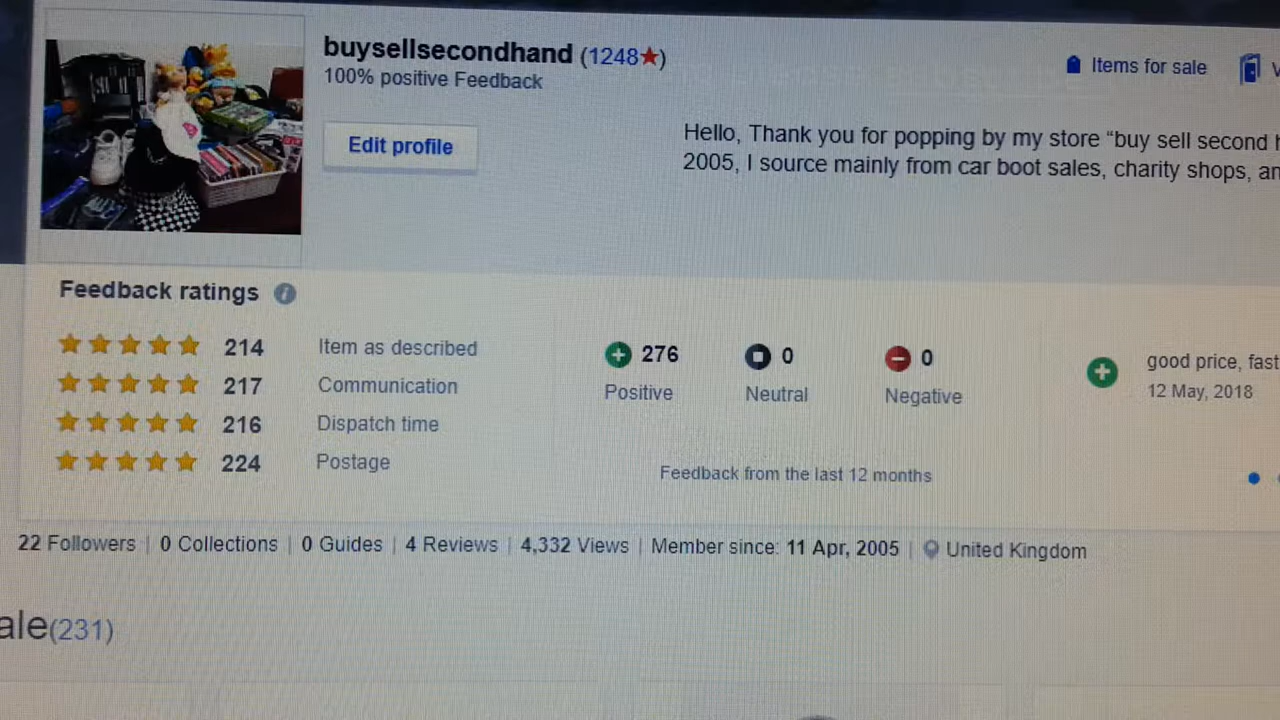 buysellsecondhand (1248★)
100% positive Feedback
Edit profile
Items for sale
Hello, Thank you for popping by my store “buy sell second
2005, I source mainly from car boot sales, charity shops,
Feedback ratings
214 Item as described
217 Communication
216 Dispatch time
224 Postage
276
Positive
0
Neutral
0
Negative
Feedback from the last 12 months
good price, fast
12 May, 2018
22 Followers | 0 Collections | 0 Guides | 4 Reviews | 4,332 Views | Member since: 11 Apr, 2005 | United Kingdom
ale(231)